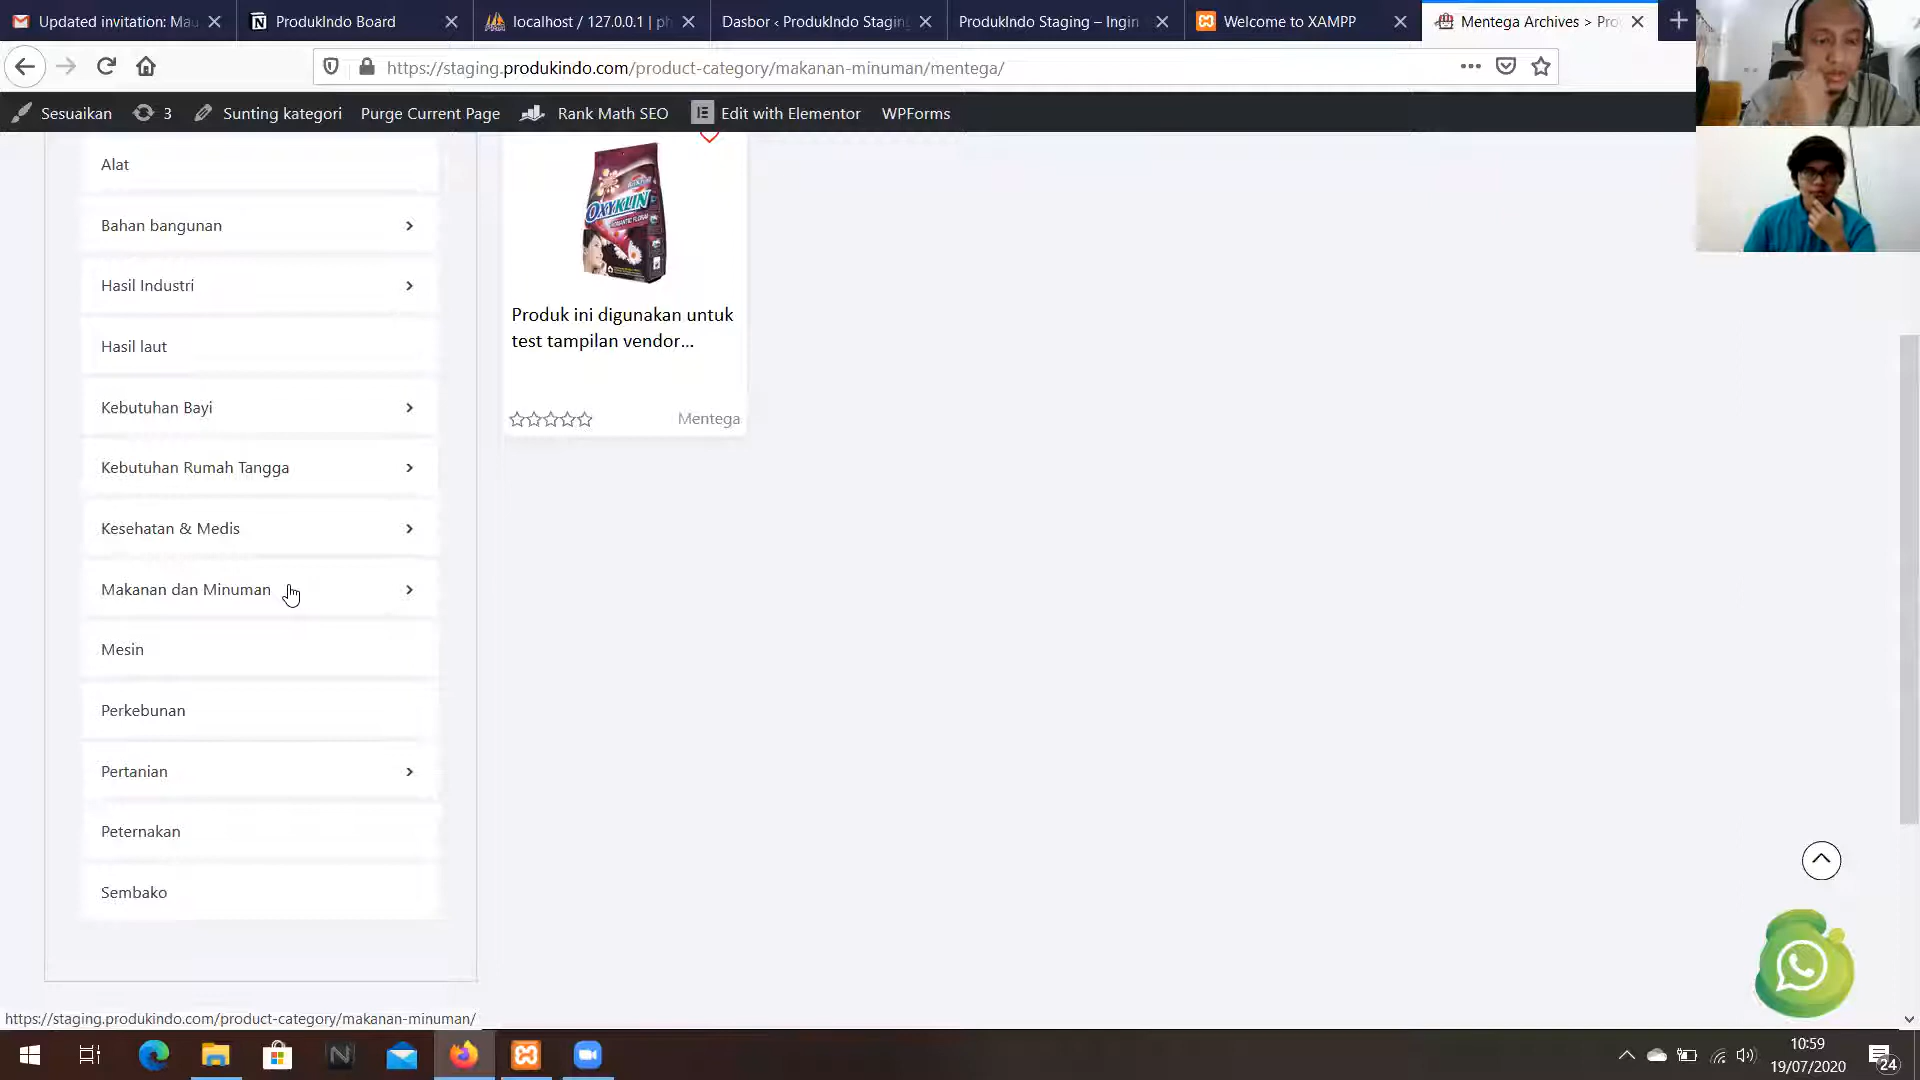 Updated invitation: Mau
ProdukIndo Board
localhost / 127.0.0.1 | ph
Dasbor ‹ ProdukIndo Staging
ProdukIndo Staging – Ingin
Welcome to XAMPP
Mentega Archives > Pro
https://staging.produkindo.com/product-category/makanan-minuman/mentega/
Sesuaikan
3
Sunting kategori
Purge Current Page
Rank Math SEO
Edit with Elementor
WPForms
Alat
Bahan bangunan
Hasil Industri
Hasil laut
Kebutuhan Bayi
Kebutuhan Rumah Tangga
Kesehatan & Medis
Makanan dan Minuman
Mesin
Perkebunan
Pertanian
Peternakan
Sembako
OXYKLIN
Produk ini digunakan untuk
test tampilan vendor...
Mentega
https://staging.produkindo.com/product-category/makanan-minuman/
10:59
19/07/2020
24